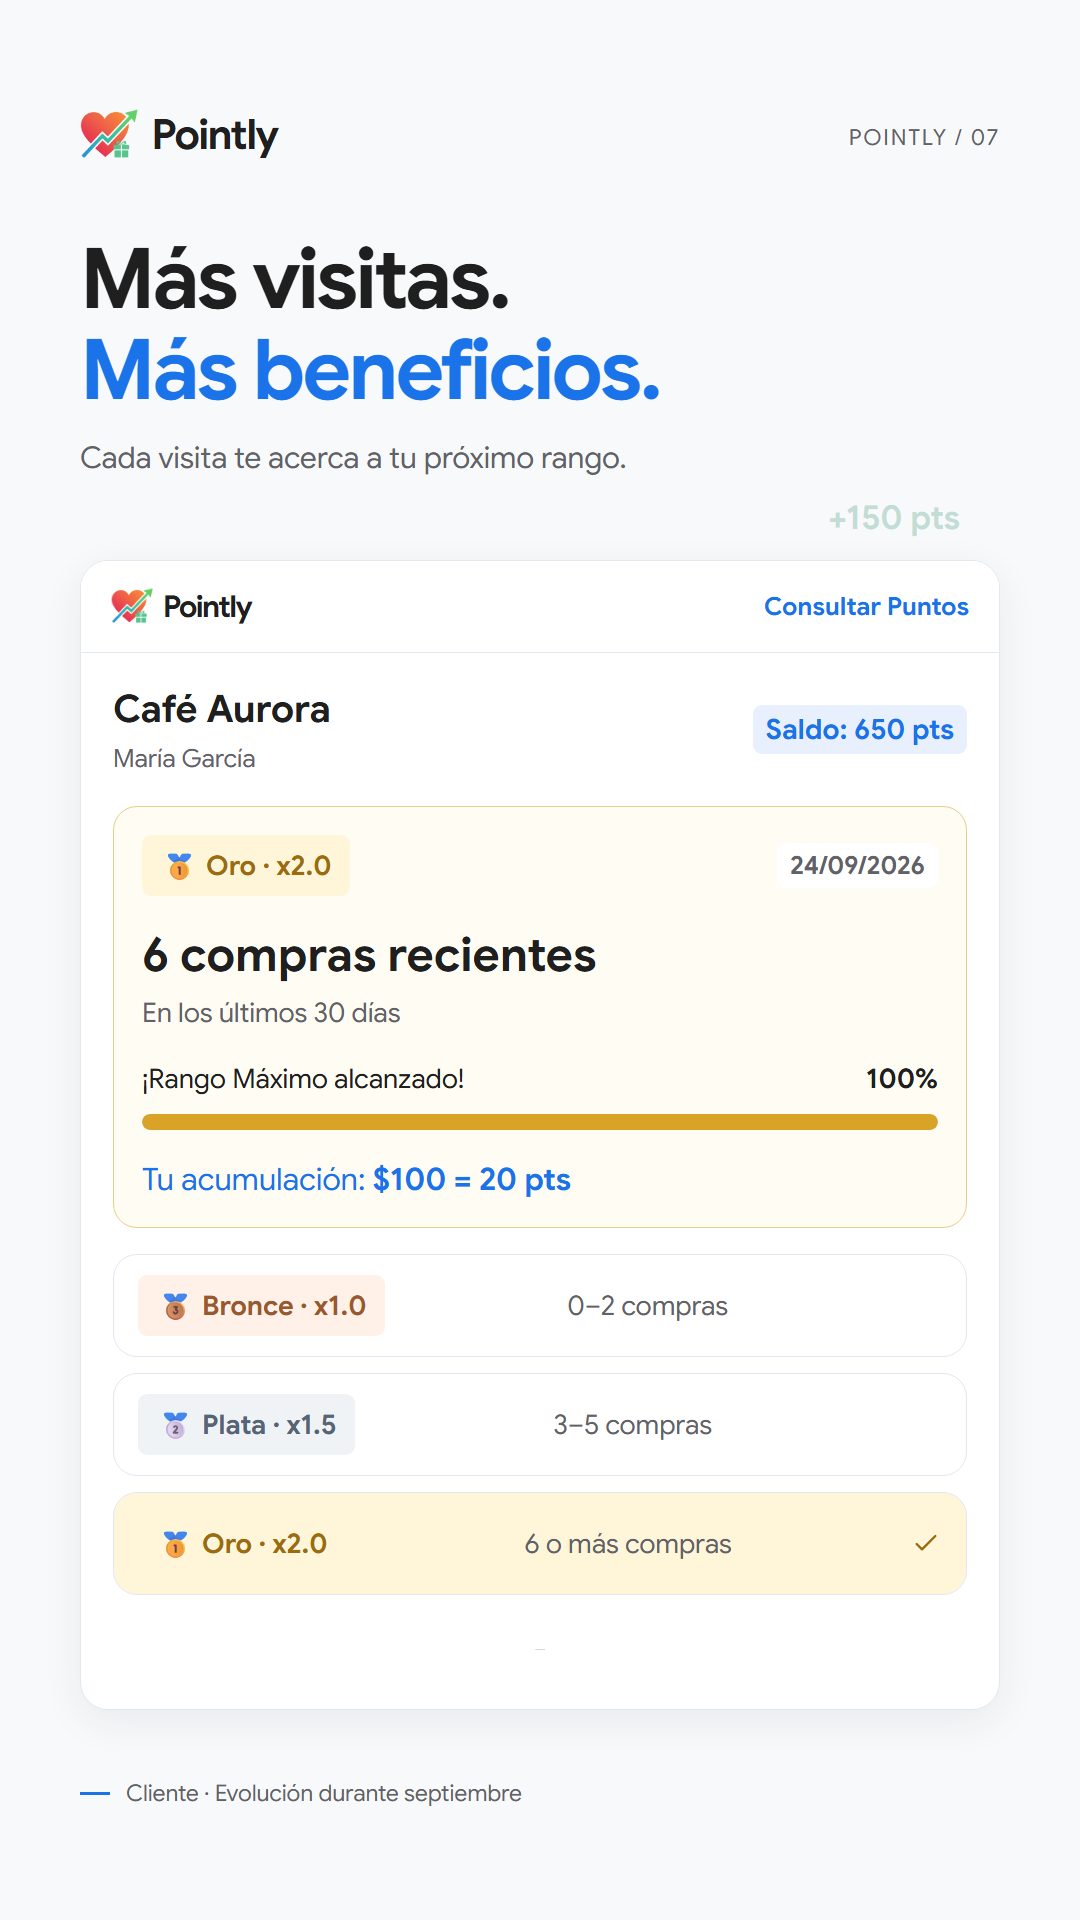 Pointly
POINTLY / 07
Más visitas.
Más beneficios.
Cada visita te acerca a tu próximo rango.
+150 pts
Pointly
Consultar Puntos
Café Aurora
María García
Saldo: 650 pts
Oro · x2.0
24/09/2026
6 compras recientes
En los últimos 30 días
¡Rango Máximo alcanzado!
100%
Tu acumulación: $100 = 20 pts
Bronce · x1.0
0–2 compras
Plata · x1.5
3–5 compras
Oro · x2.0
6 o más compras
Cliente · Evolución durante septiembre